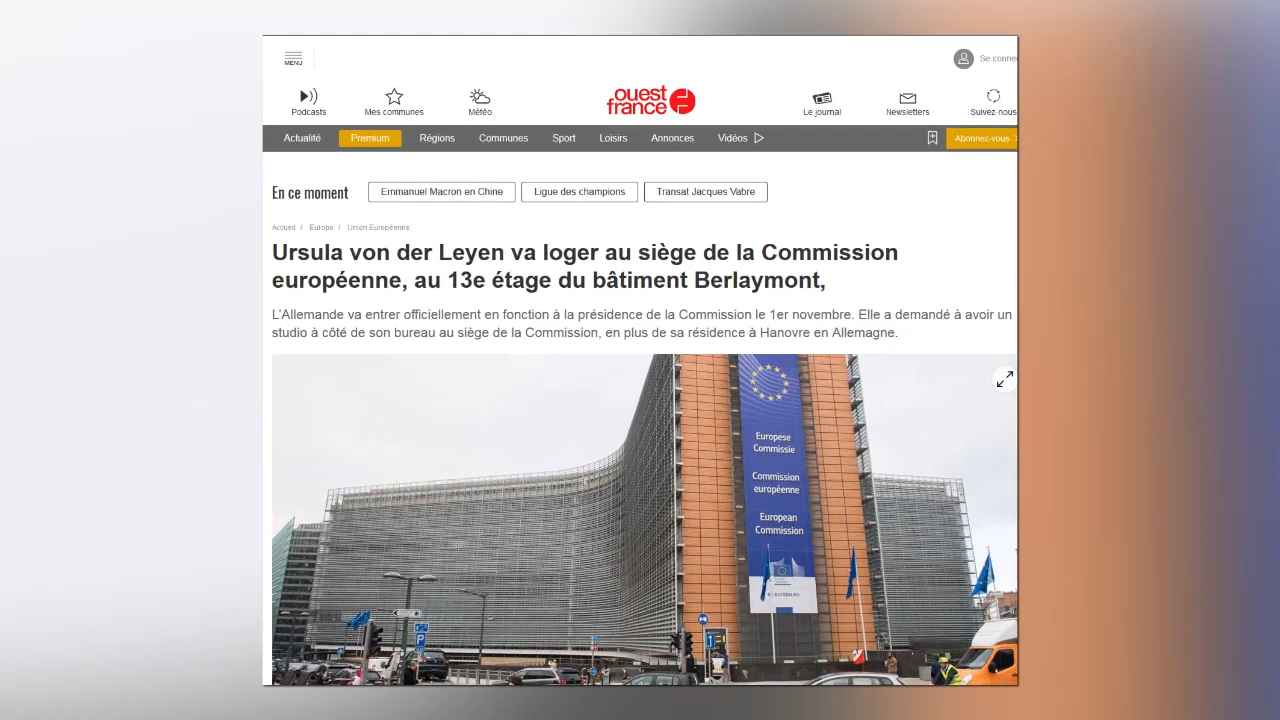 MENU
Se conne
Podcasts
Mes communes
Météo
ouest
france
Le journal
Newsletters
Suivez-nous
Actualité
Premium
Régions
Communes
Sport
Loisirs
Annonces
Vidéos
Abonnez-vous
En ce moment
Emmanuel Macron en Chine
Ligue des champions
Transat Jacques Vabre
Accueil / Europe / Union Européenne
Ursula von der Leyen va loger au siège de la Commission
européenne, au 13e étage du bâtiment Berlaymont,
L'Allemande va entrer officiellement en fonction à la présidence de la Commission le 1er novembre. Elle a demandé à avoir un
studio à côté de son bureau au siège de la Commission, en plus de sa résidence à Hanovre en Allemagne.
Europese
Commissie
Commission
européenne
European
Commission
P